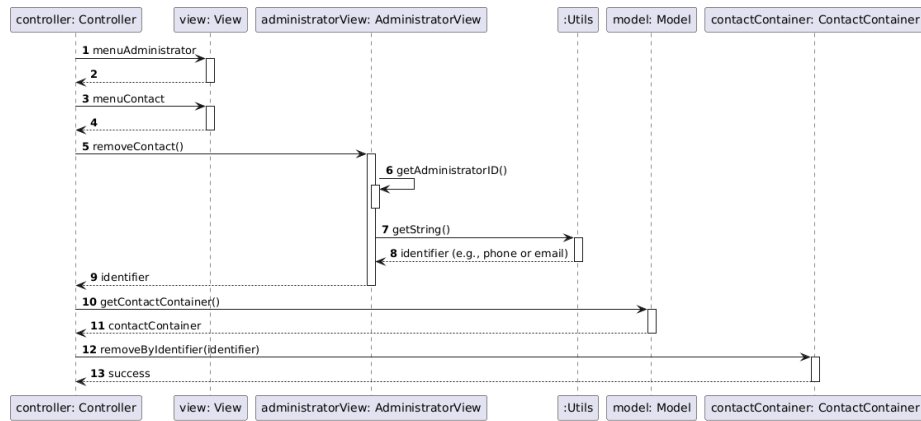 controller: Controller
view: View
administratorView: AdministratorView
:Utils
model: Model
contactContainer: ContactContainer
1 menuAdministrator
2
3 menuContact
4
5 removeContact()
6 getAdministratorID()
7 getString()
8 identifier (e.g., phone or email)
9 identifier
10 getContactContainer()
11 contactContainer
12 removeByIdentifier(identifier)
13 success
controller: Controller
view: View
administratorView: AdministratorView
:Utils
model: Model
contactContainer: ContactContainer